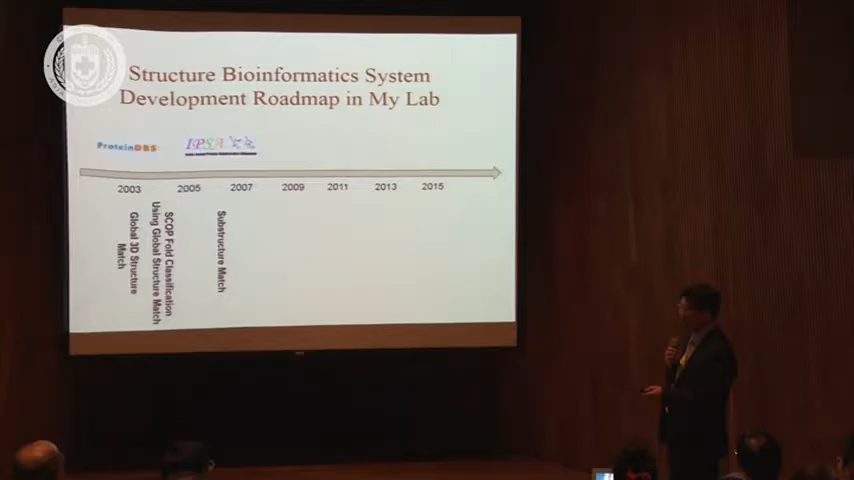 Structure Bioinformatics System
Development Roadmap in My Lab
ProteinDBS
IPSA
2003
2005
2007
2009
2011
2013
2015
Global 3D Structure
Match
SCOP Fold Classification
Using Global Structure Match
Substructure Match